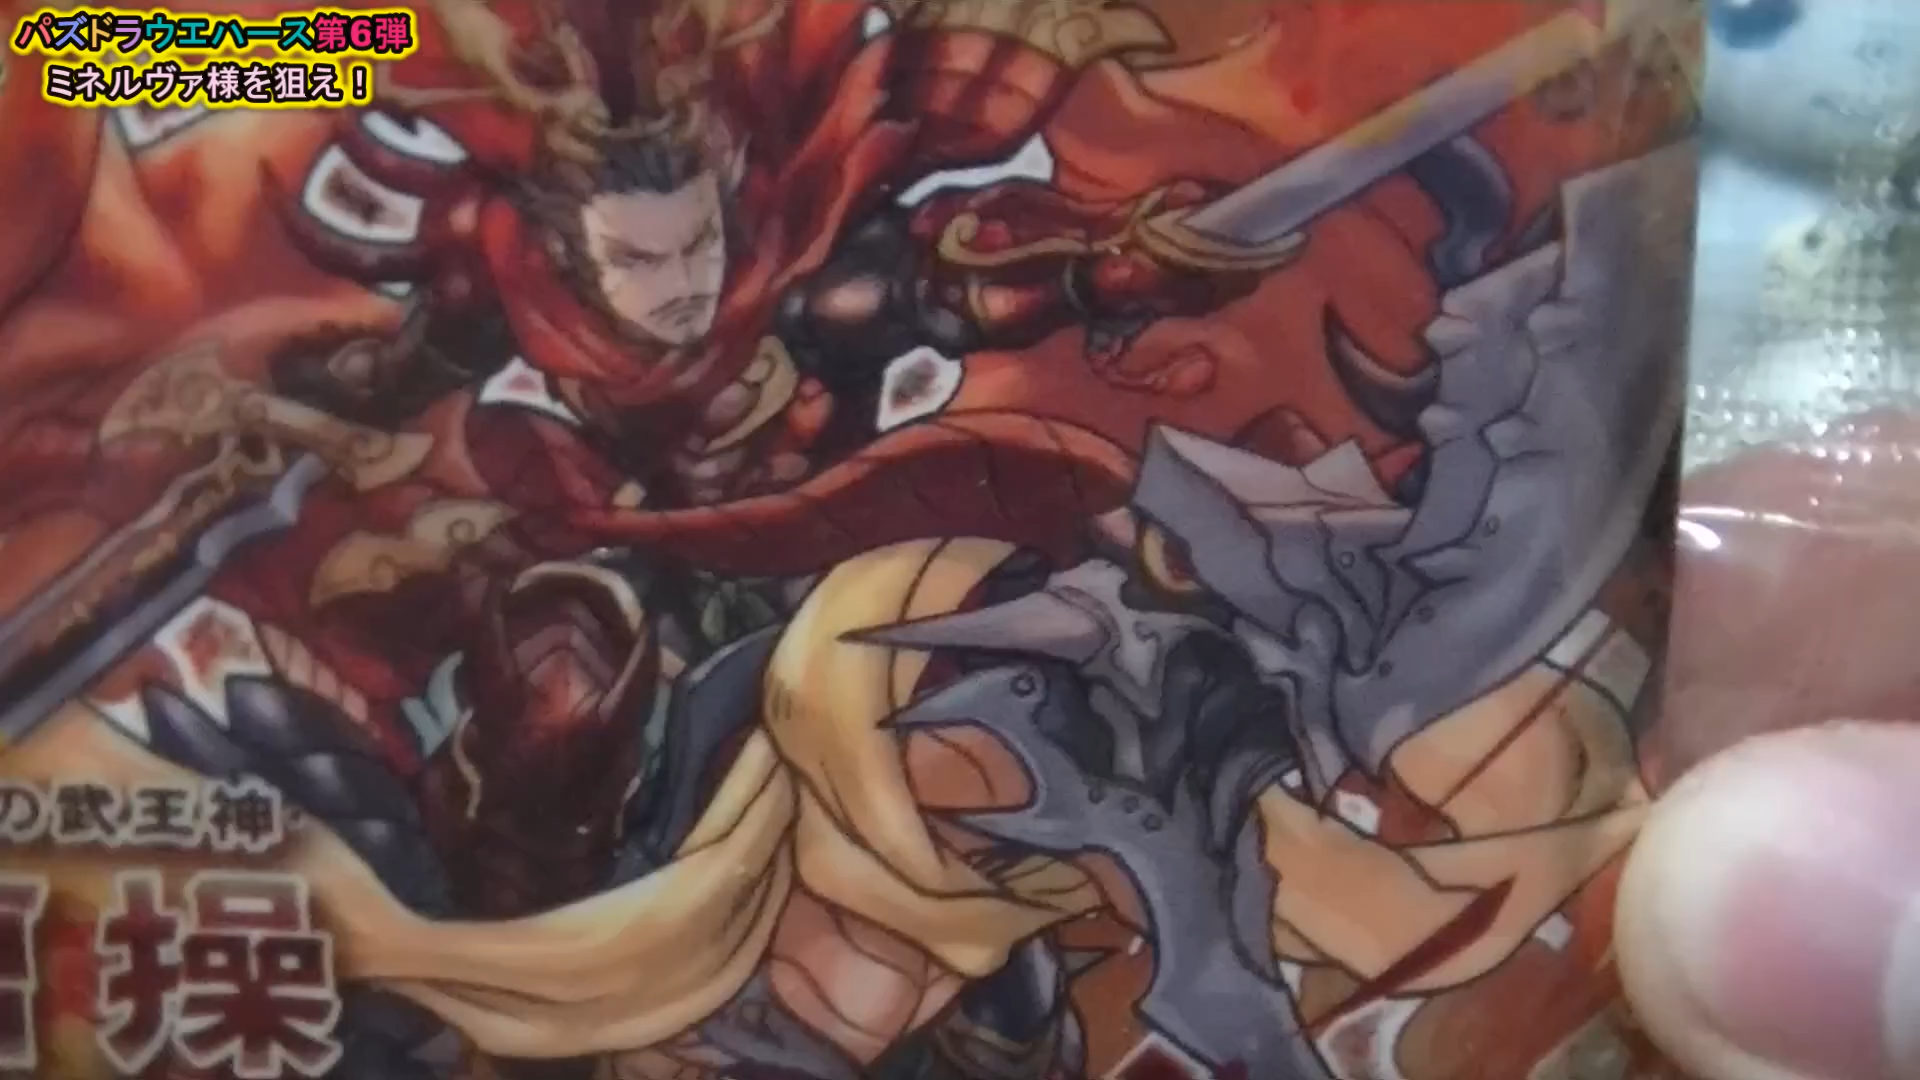 パズドラウエハース第6弾
ミネルヴァ様を狙え！
の武王神
操